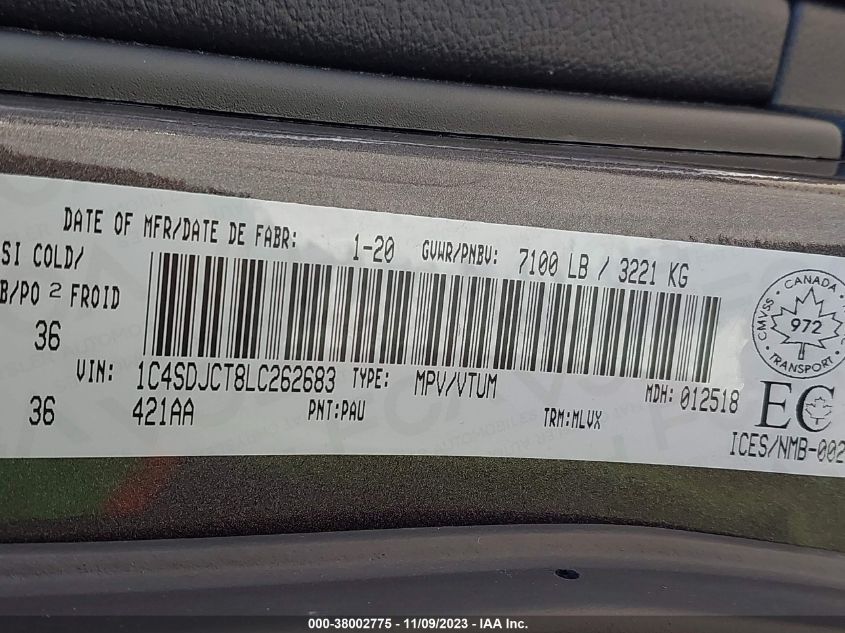 DATE OF MFR/DATE DE FABR: 1-20 GVWR/PNBV: 7100 LB / 3221 KG
SI COLD/
B/PO 2 FROID
36
VIN: 1C4SDJCT8LC262683 TYPE: MPV/VTUM MDH: 012518
36 421AA PNT:PAU TRM:MLVX
CANADA
CMVSS
972
TRANSPORT
EC
ICES/NMB-002
000-38002775 - 11/09/2023 - IAA Inc.